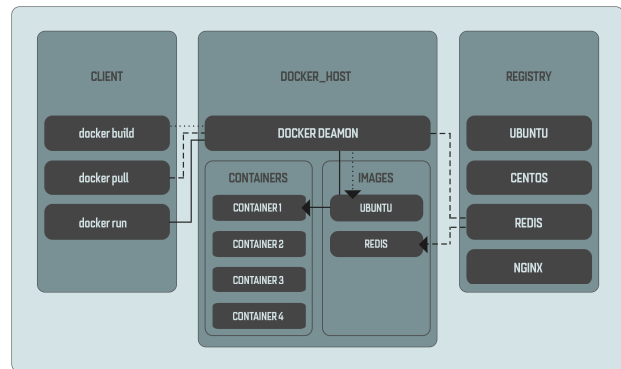 CLIENT
docker build
docker pull
docker run
DOCKER_HOST
DOCKER DEAMON
CONTAINERS
CONTAINER 1
CONTAINER 2
CONTAINER 3
CONTAINER 4
IMAGES
UBUNTU
REDIS
REGISTRY
UBUNTU
CENTOS
REDIS
NGINX